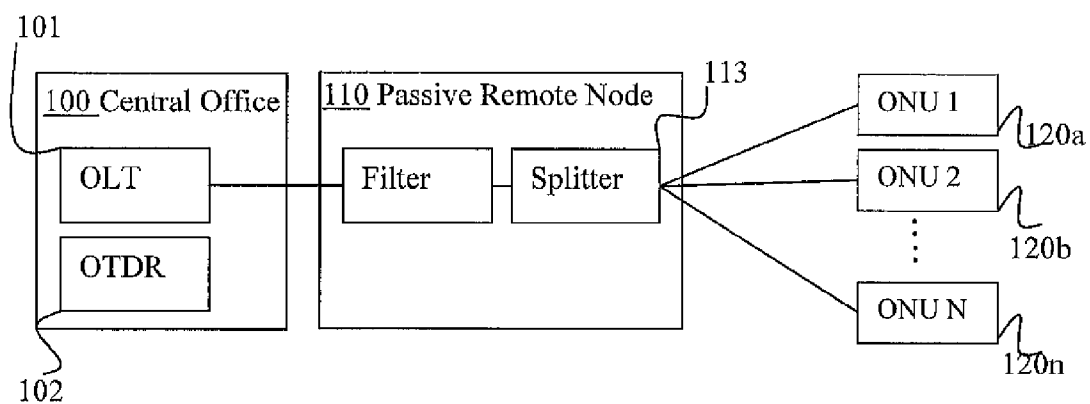 101
100 Central Office
110 Passive Remote Node
113
OLT
Filter
Splitter
OTDR
102
ONU 1
120a
ONU 2
120b
ONU N
120n